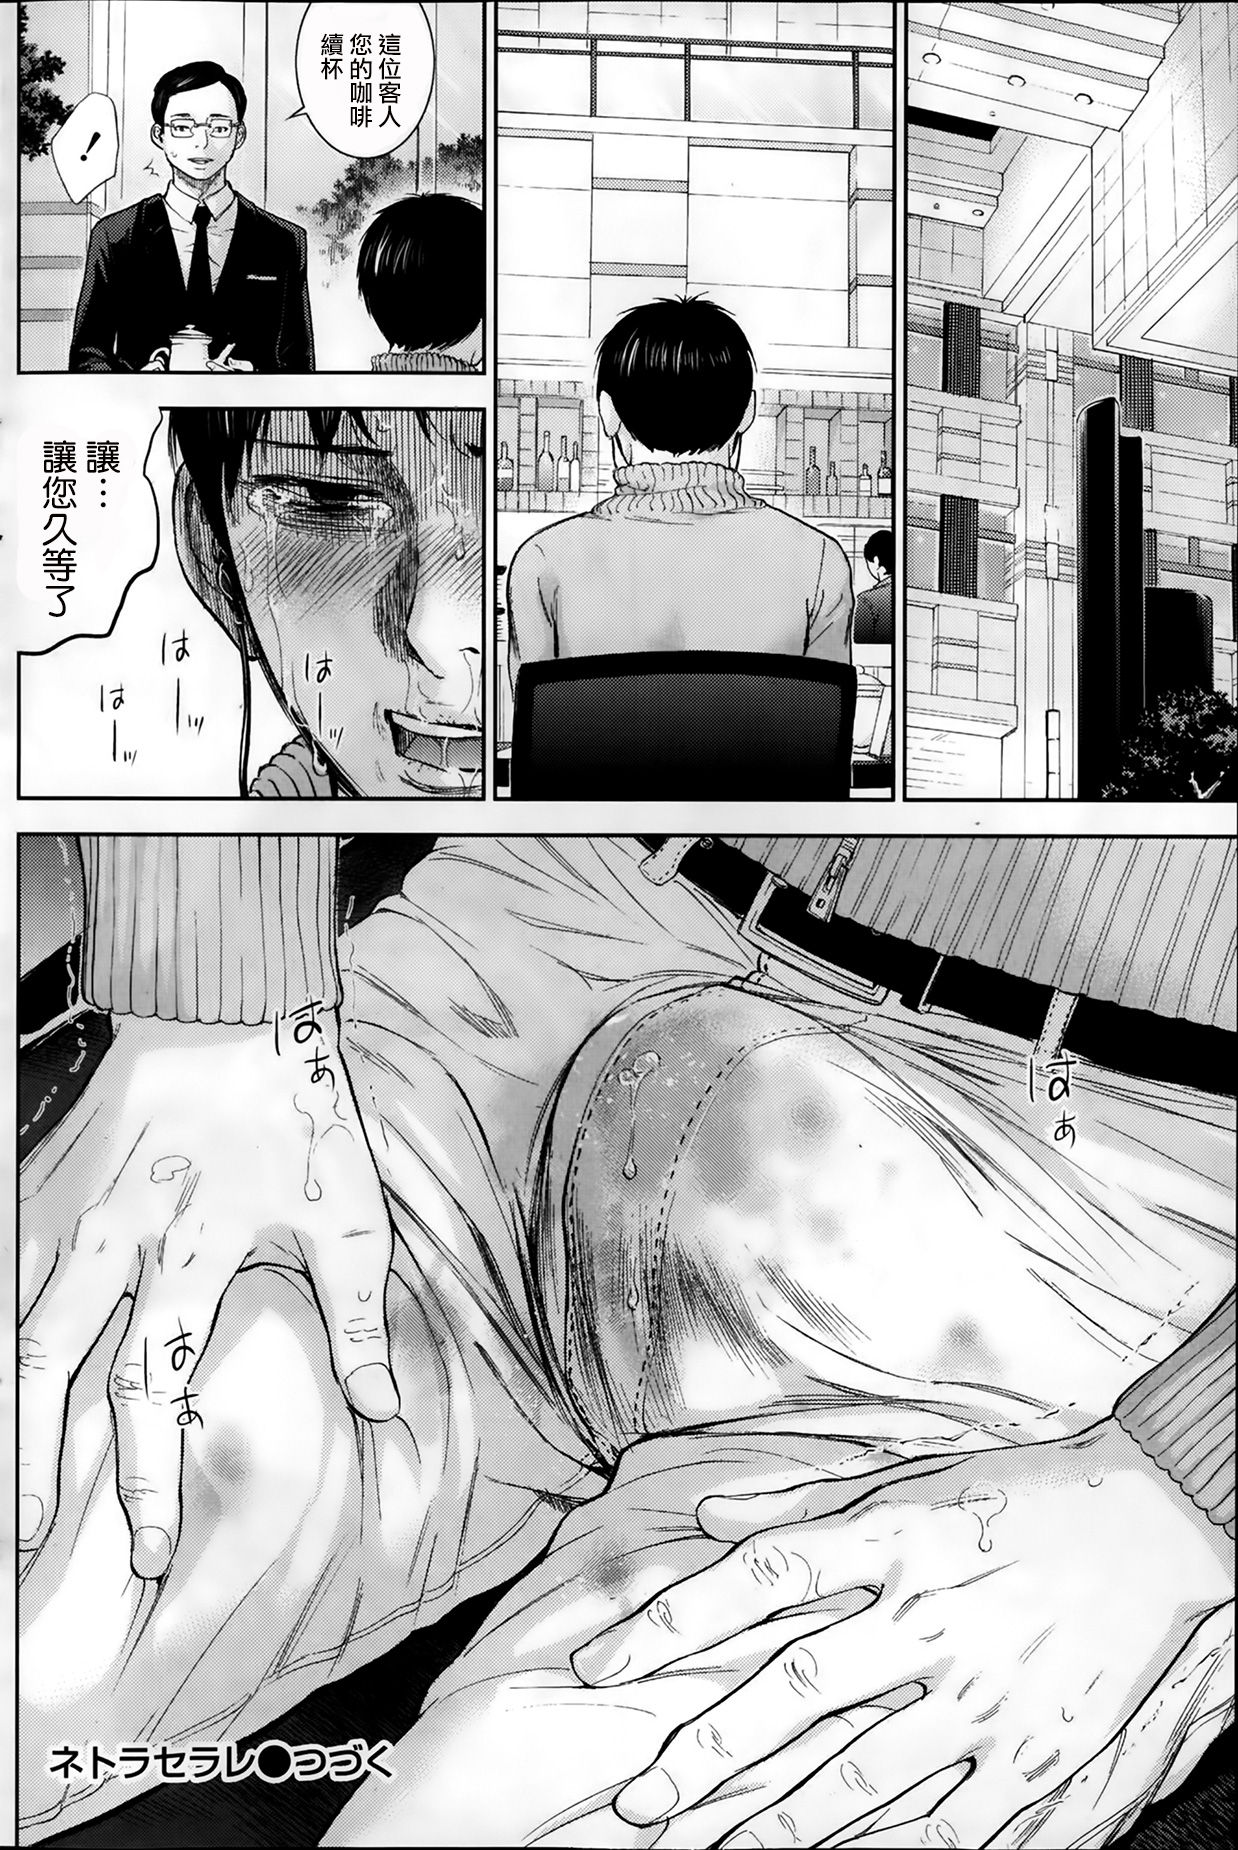 這位客人
您的咖啡
續杯
！
讓…
讓您久等了
はーッ
はーッ
はーッ
はぁ
はぁ
はぁ
ネトラセラレ●つづく